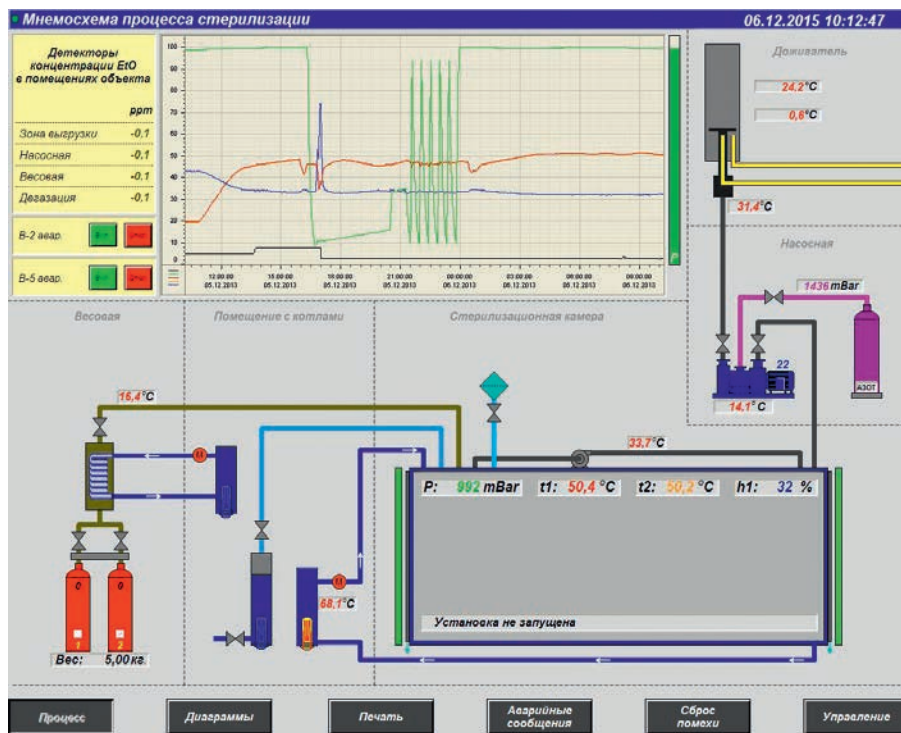 Мнемосхема процесса стерилизации
06.12.2015 10:12:47
Детекторы
концентрации EtO
в помещениях объекта
ppm
Зона выгрузки -0,1
Насосная -0,1
Весовая -0,1
Дегазация -0,1
В-2 авар.
В-5 авар.
100
90
80
70
60
50
40
30
20
10
0
12:00:00 15:00:00 18:00:00 21:00:00 00:00:00 03:00:00 06:00:00 09:00:00
05.12.2013 05.12.2013 05.12.2013 05.12.2013 06.12.2013 06.12.2013 06.12.2013 06.12.2013
Доживатель
24,2°C
0,6°C
31,4°C
Насосная
1436 mBar
22
АЗОТ
14,1°C
Весовая
Помещение с котлами
Стерилизационная камера
16,4°C
33,7°C
М
P: 992 mBar t1: 50,4 °C t2: 50,2 °C h1: 32 %
М
68,1°C
0 0
1 2
Установка не запущена
Вес: 5,00кг.
Процесс
Диаграммы
Печать
Аварийные
сообщения
Сброс
помехи
Управление